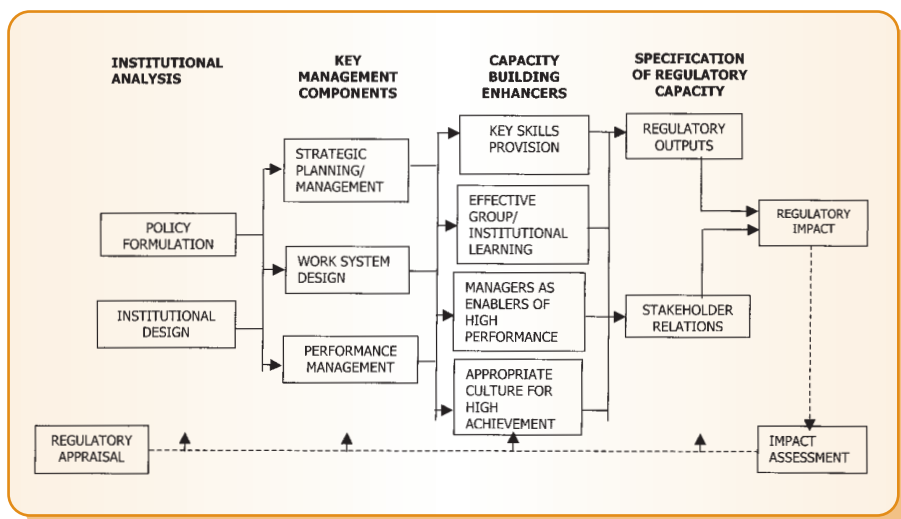 INSTITUTIONAL
ANALYSIS
KEY
MANAGEMENT
COMPONENTS
CAPACITY
BUILDING
ENHANCERS
SPECIFICATION
OF REGULATORY
CAPACITY
POLICY
FORMULATION
INSTITUTIONAL
DESIGN
STRATEGIC
PLANNING/
MANAGEMENT
WORK SYSTEM
DESIGN
PERFORMANCE
MANAGEMENT
KEY SKILLS
PROVISION
EFFECTIVE
GROUP/
INSTITUTIONAL
LEARNING
MANAGERS AS
ENABLERS OF
HIGH
PERFORMANCE
APPROPRIATE
CULTURE FOR
HIGH
ACHIEVEMENT
REGULATORY
OUTPUTS
STAKEHOLDER
RELATIONS
REGULATORY
IMPACT
REGULATORY
APPRAISAL
IMPACT
ASSESSMENT